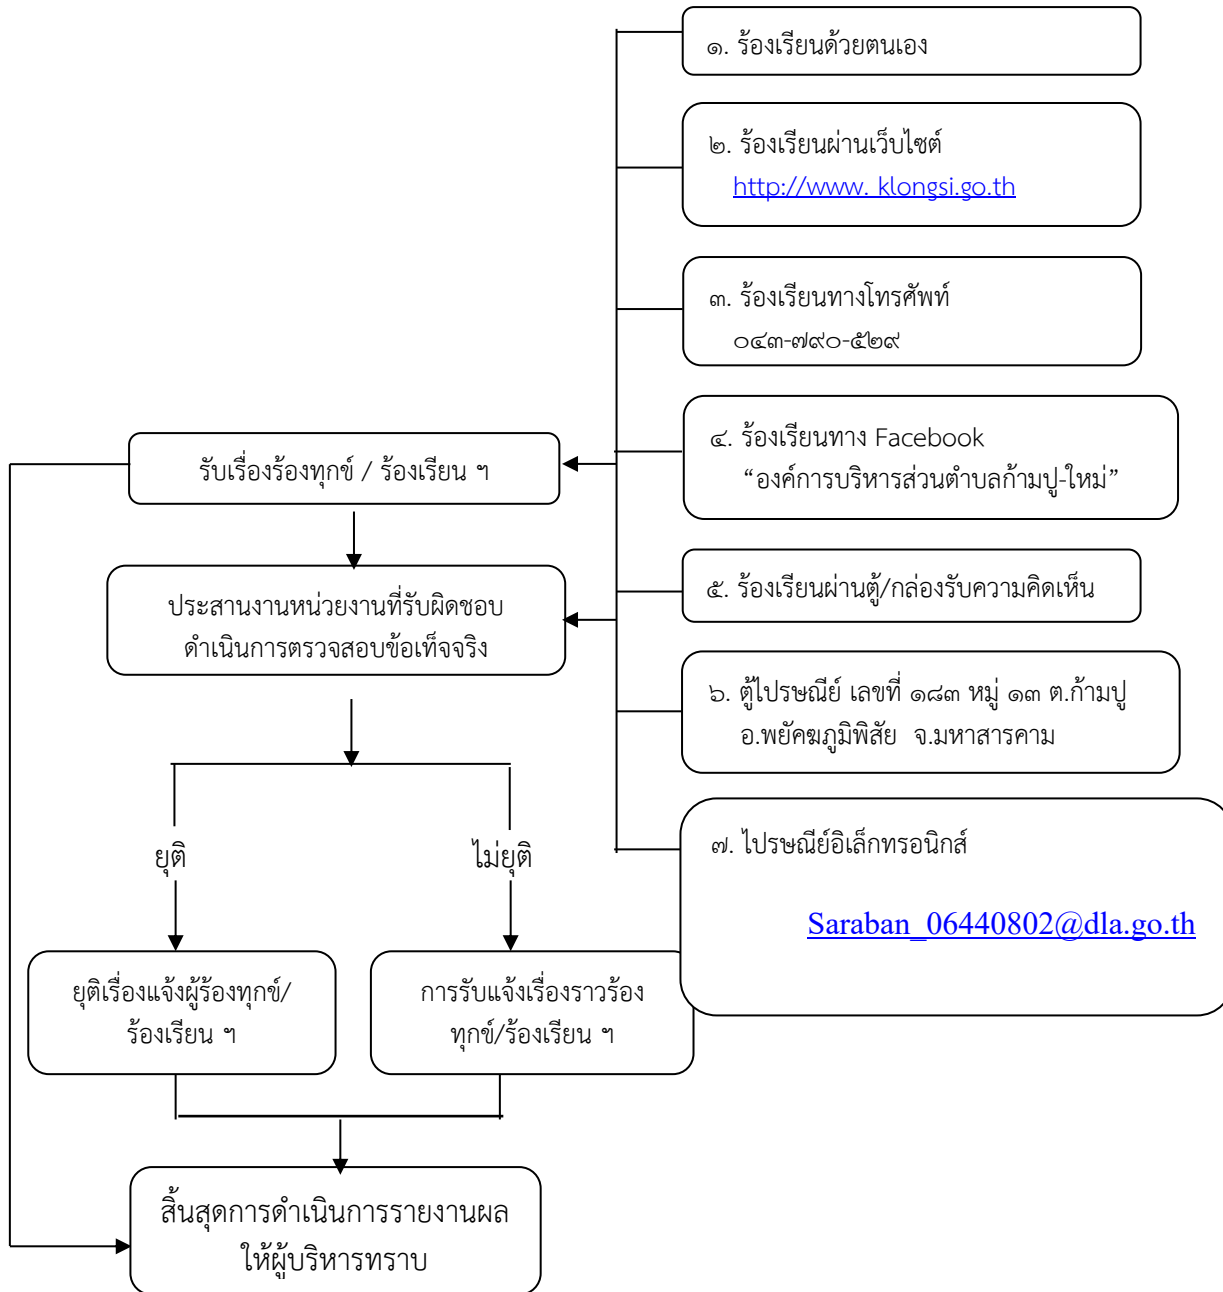 ๑. ร้องเรียนด้วยตนเอง
๒. ร้องเรียนผ่านเว็บไซต์
http://www. klongsi.go.th
๓. ร้องเรียนทางโทรศัพท์
๐๔๓-๗๙๐-๕๒๙
๔. ร้องเรียนทาง Facebook
“องค์การบริหารส่วนตำบลก้ามปู-ใหม่”
๕. ร้องเรียนผ่านตู้/กล่องรับความคิดเห็น
๖. ตู้ไปรษณีย์ เลขที่ ๑๘๓ หมู่ ๑๓ ต.ก้ามปู
อ.พยัคฆภูมิพิสัย จ.มหาสารคาม
๗. ไปรษณีย์อิเล็กทรอนิกส์
Saraban_06440802@dla.go.th
รับเรื่องร้องทุกข์ / ร้องเรียน ฯ
ประสานงานหน่วยงานที่รับผิดชอบ
ดำเนินการตรวจสอบข้อเท็จจริง
ยุติ
ไม่ยุติ
ยุติเรื่องแจ้งผู้ร้องทุกข์/
ร้องเรียน ฯ
การรับแจ้งเรื่องราวร้อง
ทุกข์/ร้องเรียน ฯ
สิ้นสุดการดำเนินการรายงานผล
ให้ผู้บริหารทราบ